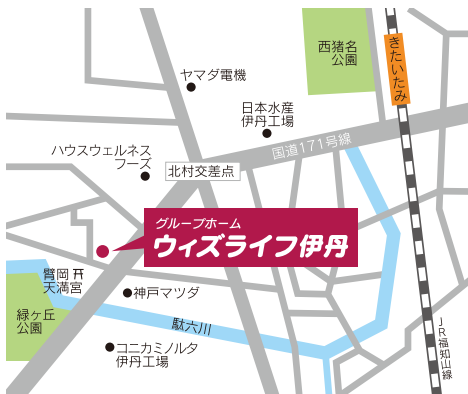 西猪名
公園
きたいたみ
ヤマダ電機
日本水産
伊丹工場
国道171号線
ハウスウェルネス
フーズ
北村交差点
グループホーム
ウィズライフ伊丹
臂岡
天満宮
神戸マツダ
緑ヶ丘
公園
駄六川
コニカミノルタ
伊丹工場
JR福知山線